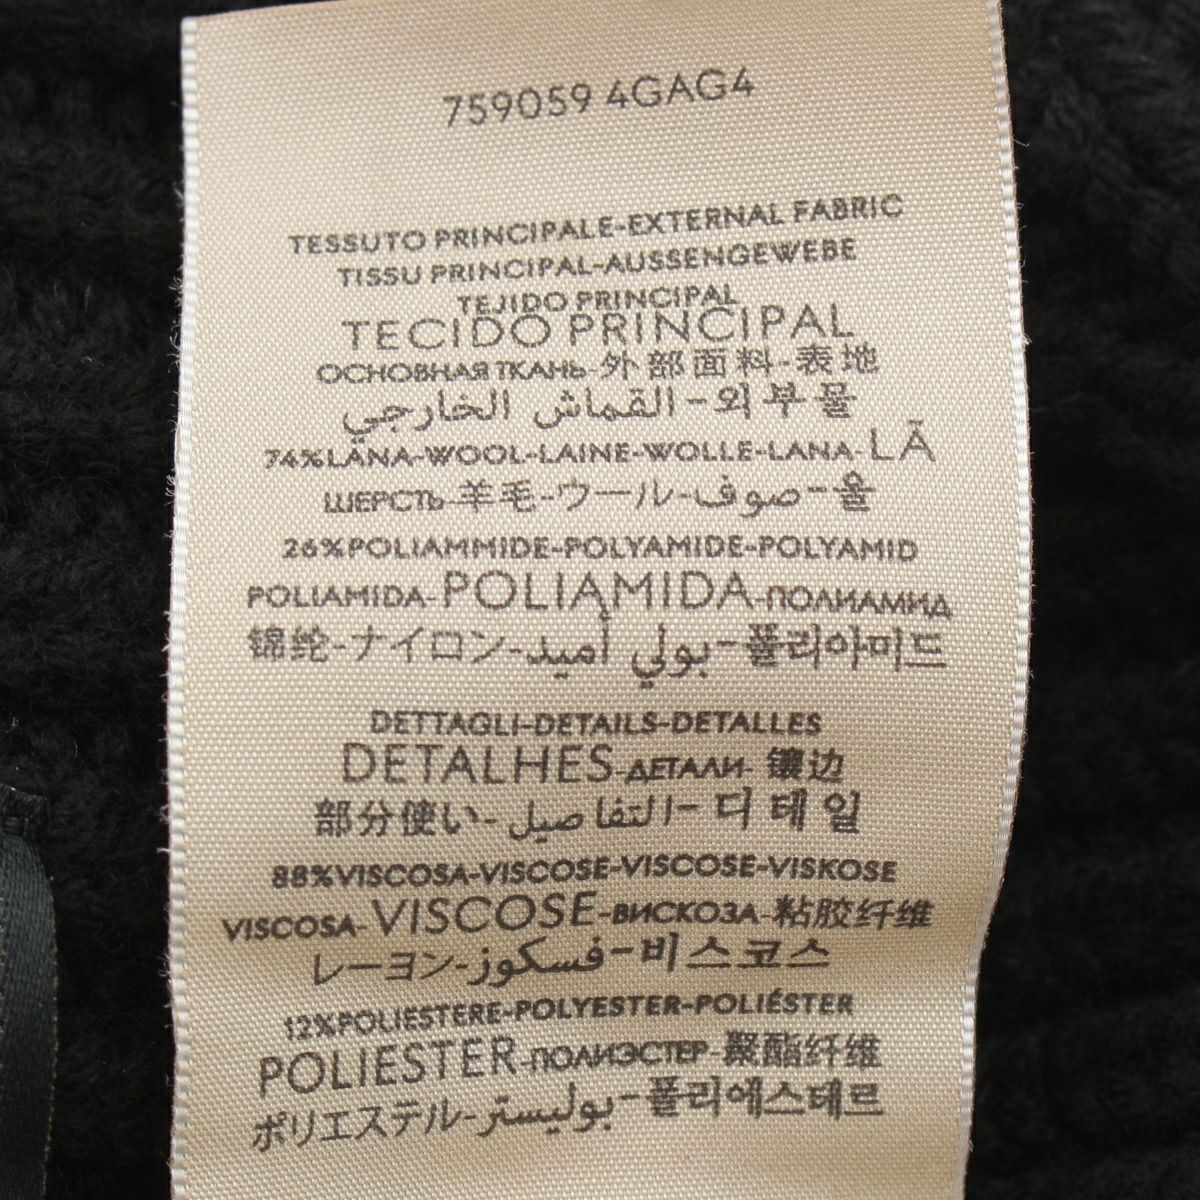 759059 4GAG4
TESSUTO PRINCIPALE-EXTERNAL FABRIC
TISSU PRINCIPAL-AUSSENGEWEBE
TEJIDO PRINCIPAL
TECIDO PRINCIPAL
ОСНОВНАЯ ТКАНЬ-外部面料-表地
القماش الخارجي-외부물
74%LANA-WOOL-LAINE-WOLLE-LANA-LÃ
ШЕРСТЬ-羊毛-ウール-صوف-울
26%POLIAMMIDE-POLYAMIDE-POLYAMID
POLIAMIDA-POLIAMIDA-ПОЛИАМИД
锦纶-ナイロン-بولي أميد-폴리아미드
DETTAGLI-DETAILS-DETALLES
DETALHES-ДЕТАЛИ-镶边
部分使い-التفاصيل-디테일
88%VISCOSA-VISCOSE-VISCOSE-VISKOSE
VISCOSA-VISCOSE-ВИСКОЗА-粘胶纤维
レーヨン-فسكوز-비스코스
12%POLIESTERE-POLYESTER-POLIÉSTER
POLIESTER-ПОЛИЭСТЕР-聚酯纤维
ポリエステル-بوليستر-폴리에스테르